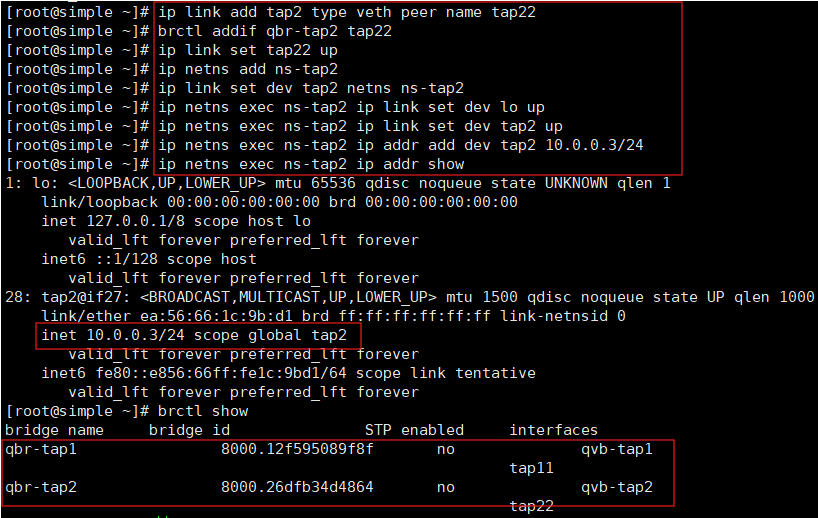 [root@simple ~]# ip link add tap2 type veth peer name tap22
[root@simple ~]# brctl addif qbr-tap2 tap22
[root@simple ~]# ip link set tap22 up
[root@simple ~]# ip netns add ns-tap2
[root@simple ~]# ip link set dev tap2 netns ns-tap2
[root@simple ~]# ip netns exec ns-tap2 ip link set dev lo up
[root@simple ~]# ip netns exec ns-tap2 ip link set dev tap2 up
[root@simple ~]# ip netns exec ns-tap2 ip addr add dev tap2 10.0.0.3/24
[root@simple ~]# ip netns exec ns-tap2 ip addr show
1: lo: <LOOPBACK,UP,LOWER_UP> mtu 65536 qdisc noqueue state UNKNOWN qlen 1
    link/loopback 00:00:00:00:00:00 brd 00:00:00:00:00:00
    inet 127.0.0.1/8 scope host lo
       valid_lft forever preferred_lft forever
    inet6 ::1/128 scope host
       valid_lft forever preferred_lft forever
28: tap2@if27: <BROADCAST,MULTICAST,UP,LOWER_UP> mtu 1500 qdisc noqueue state UP qlen 1000
    link/ether ea:56:66:1c:9b:d1 brd ff:ff:ff:ff:ff:ff link-netnsid 0
    inet 10.0.0.3/24 scope global tap2
       valid_lft forever preferred_lft forever
    inet6 fe80::e856:66ff:fe1c:9bd1/64 scope link tentative
       valid_lft forever preferred_lft forever
[root@simple ~]# brctl show
bridge name     bridge id               STP enabled     interfaces
qbr-tap1                8000.12f595089f8f       no              qvb-tap1
                                                        tap11
qbr-tap2                8000.26dfb34d4864       no              qvb-tap2
                                                        tap22